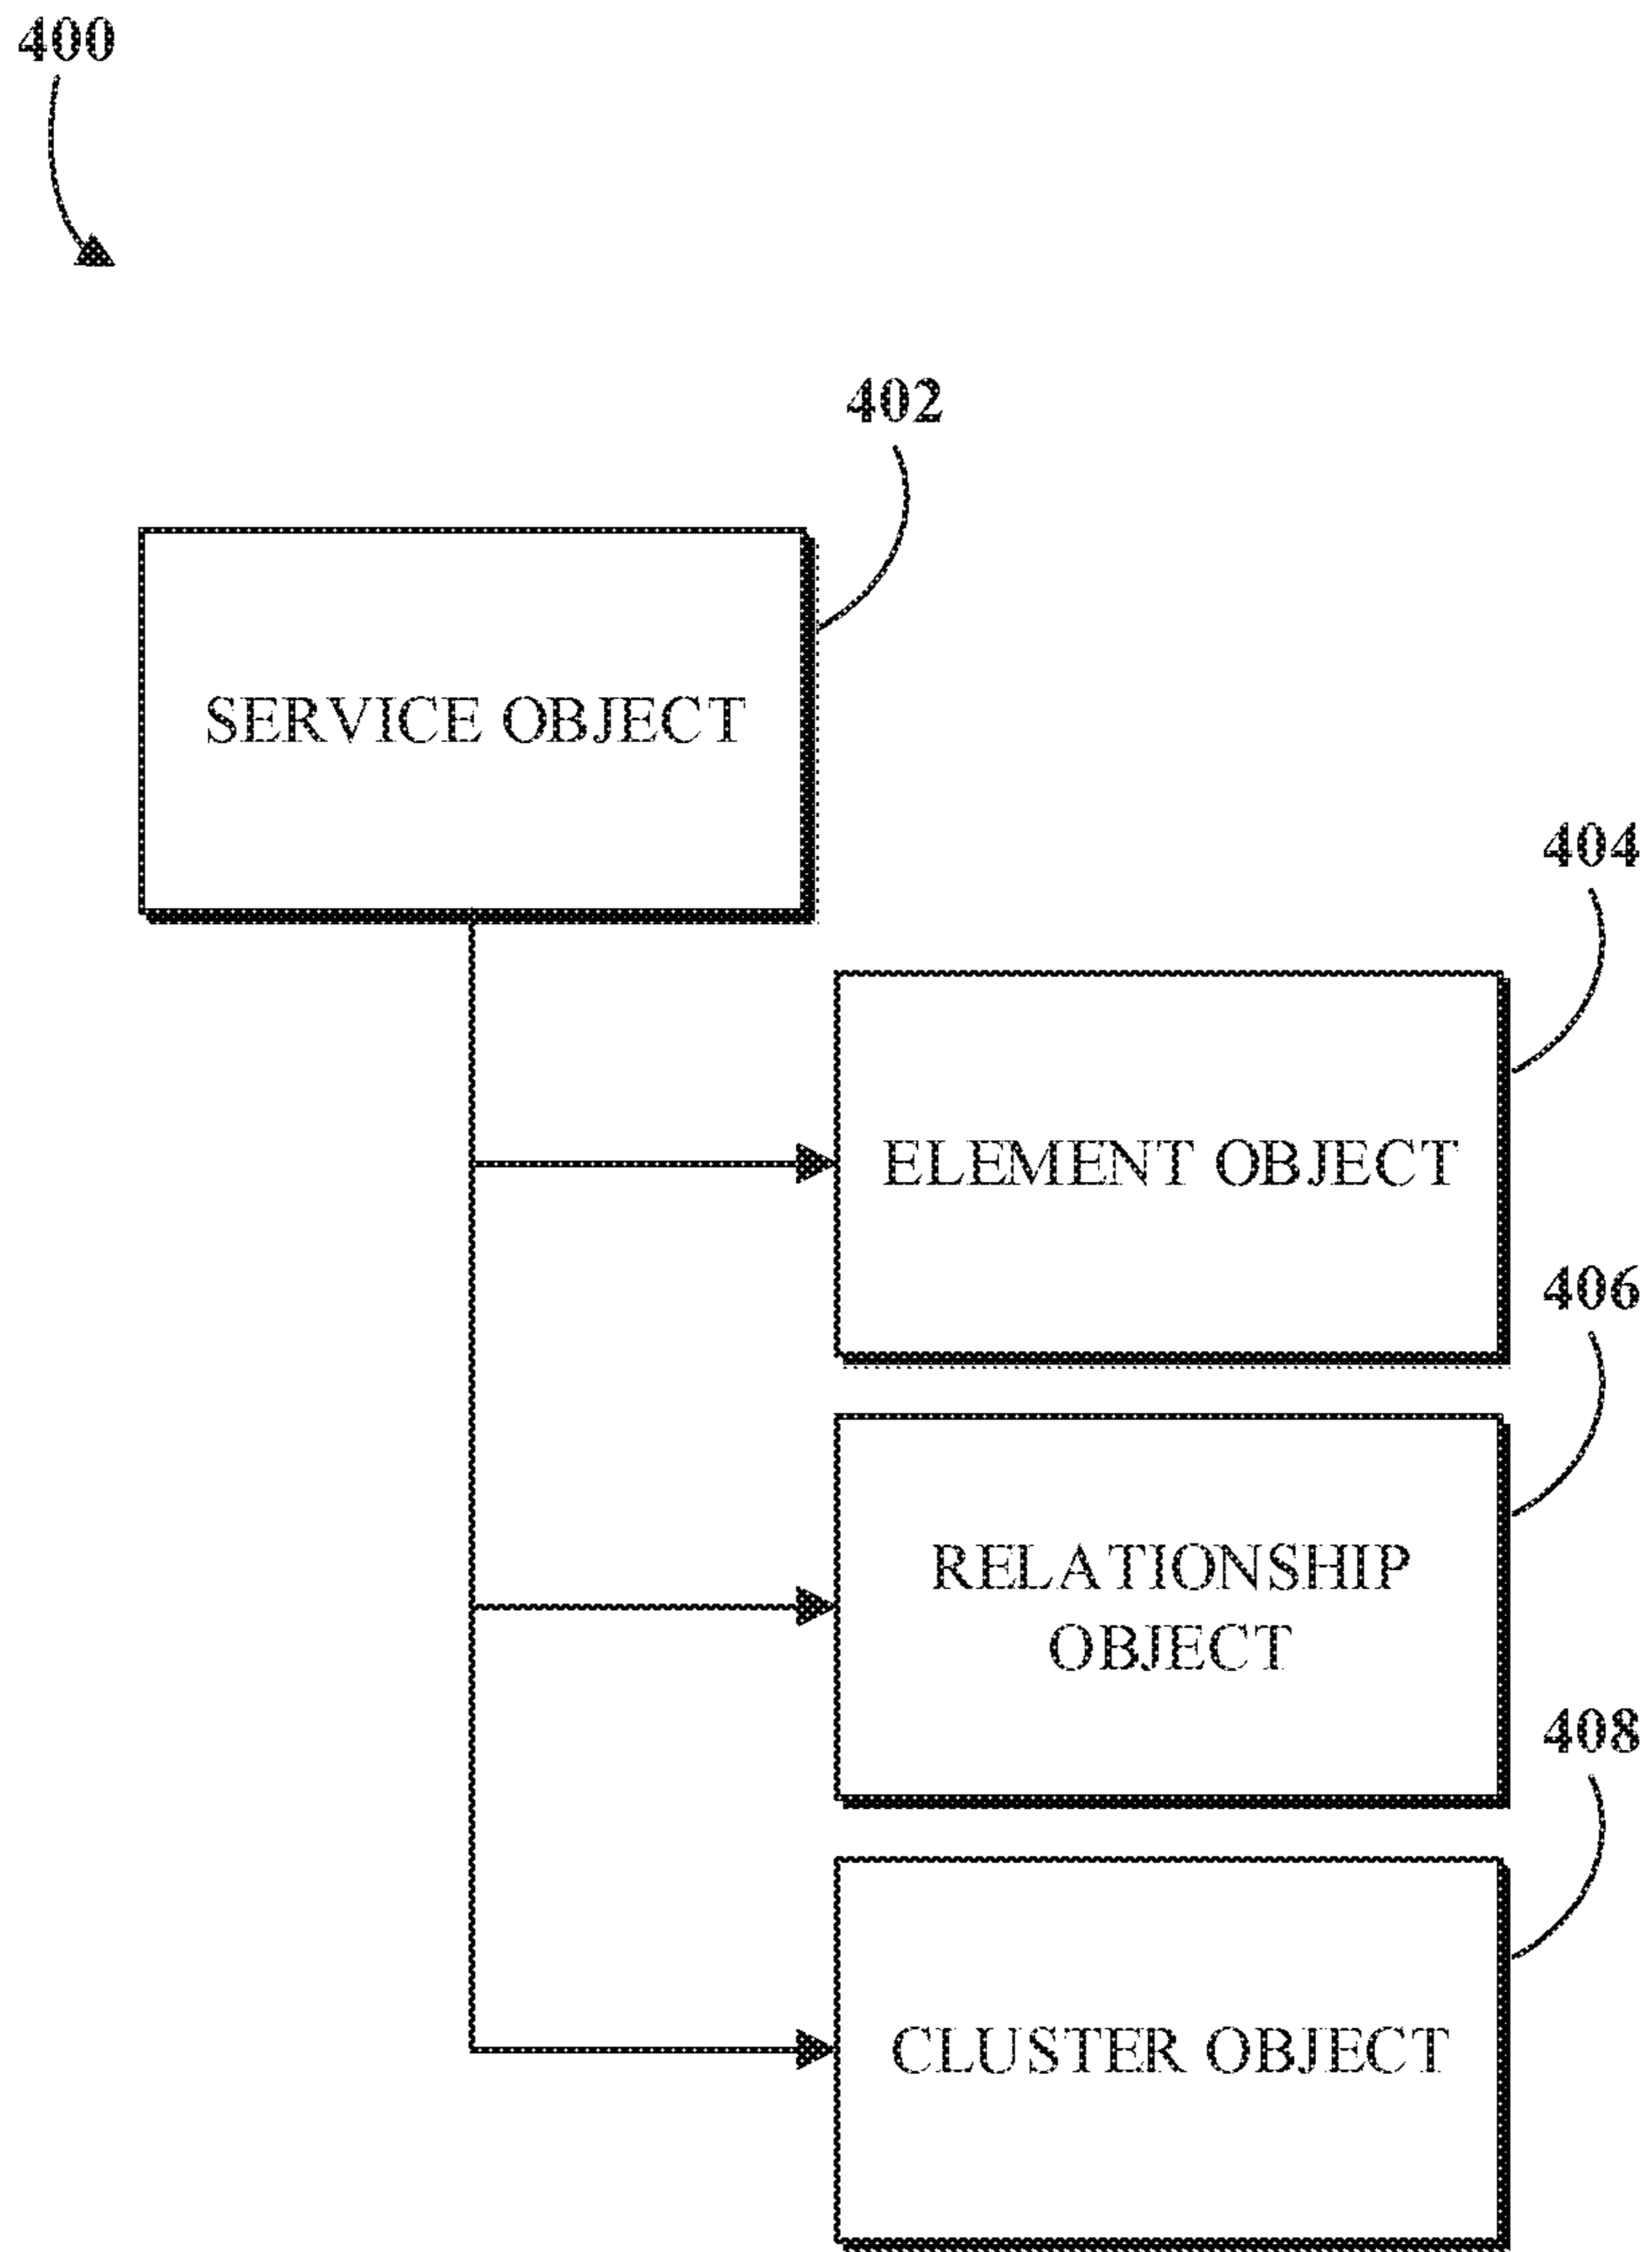 400
402
SERVICE OBJECT
404
ELEMENT OBJECT
406
RELATIONSHIP
OBJECT
408
CLUSTER OBJECT